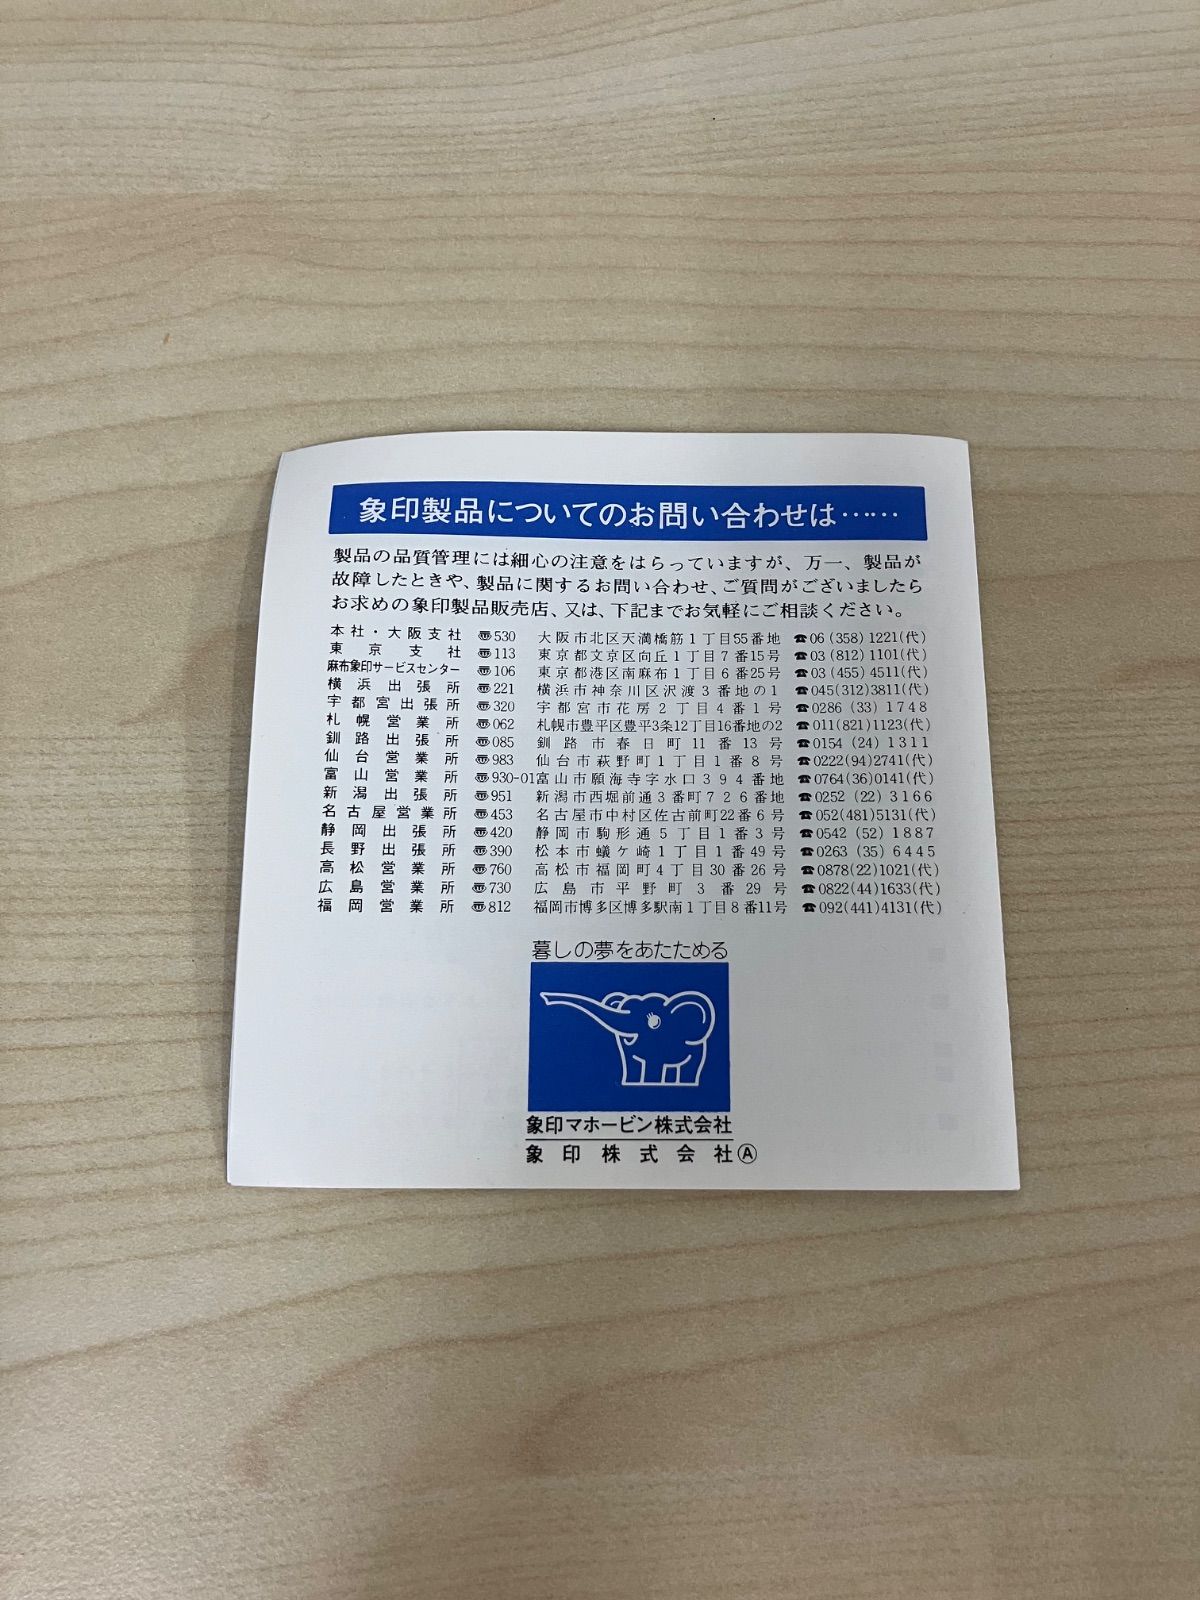 象印製品についてのお問い合わせは……
製品の品質管理には細心の注意をはらっていますが、万一、製品が
故障したときや、製品に関するお問い合わせ、ご質問がございましたら
お求めの象印製品販売店、又は、下記までお気軽にご相談ください。
本社・大阪支社 〠530 大阪市北区天満橋筋1丁目55番地 ☎06(358)1221(代)
東京支社 〠113 東京都文京区向丘1丁目7番15号 ☎03(812)1101(代)
麻布象印サービスセンター 〠106 東京都港区南麻布1丁目6番25号 ☎03(455)4511(代)
横浜出張所 〠221 横浜市神奈川区沢渡3番地の1 ☎045(312)3811(代)
宇都宮出張所 〠320 宇都宮市花房2丁目4番1号 ☎0286(33)1748
札幌営業所 〠062 札幌市豊平区豊平3条12丁目16番地の2 ☎011(821)1123(代)
釧路出張所 〠085 釧路市春日町11番13号 ☎0154(24)1311
仙台営業所 〠983 仙台市萩野町1丁目1番8号 ☎0222(94)2741(代)
富山営業所 〠930-01 富山市願海寺字水口394番地 ☎0764(36)0141(代)
新潟出張所 〠951 新潟市西堀前通3番町726番地 ☎0252(22)3166
名古屋営業所 〠453 名古屋市中村区佐古前町22番6号 ☎052(481)5131(代)
静岡出張所 〠420 静岡市駒形通5丁目1番3号 ☎0542(52)1887
長野出張所 〠390 松本市蟻ケ崎1丁目1番49号 ☎0263(35)6445
高松営業所 〠760 高松市福岡町4丁目30番26号 ☎0878(22)1021(代)
広島営業所 〠730 広島市平野町3番29号 ☎0822(44)1633(代)
福岡営業所 〠812 福岡市博多区博多駅南1丁目8番11号 ☎092(441)4131(代)
暮しの夢をあたためる
象印マホービン株式会社
象印株式会社Ⓐ